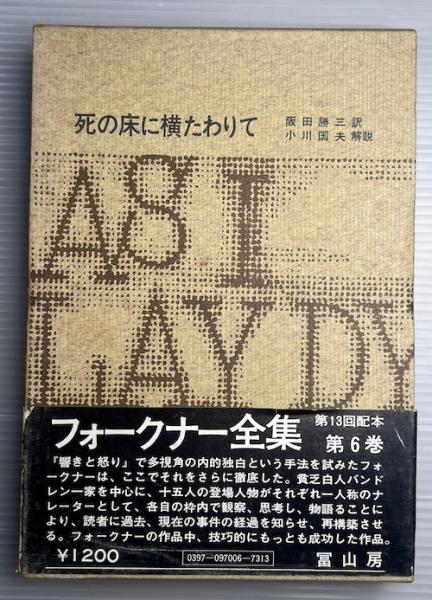 死の床に横たわりて
阪田勝三訳
小川国夫解説
AS I
LAY DY
フォークナー全集
第13回配本
第6巻
『響きと怒り』で多視角の内的独白という手法を試みたフォ
ークナーは、ここでそれをさらに徹底した。貧乏白人バンド
レン一家を中心に、十五人の登場人物がそれぞれ一人称のナ
レーターとして、各自の枠内で観察、思考し、物語ることに
より、読者に過去、現在の事件の経過を知らせ、再構築させ
る。フォークナーの作品中、技巧的にもっとも成功した作品。
¥1200
0397-097006-7313
冨山房